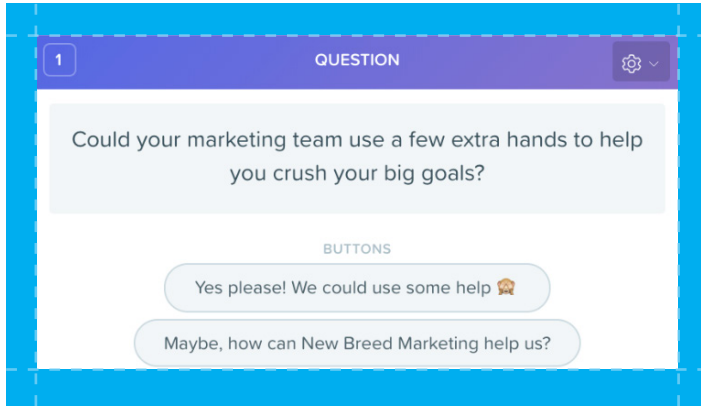 1
QUESTION
Could your marketing team use a few extra hands to help
you crush your big goals?
BUTTONS
Yes please! We could use some help 🙈
Maybe, how can New Breed Marketing help us?